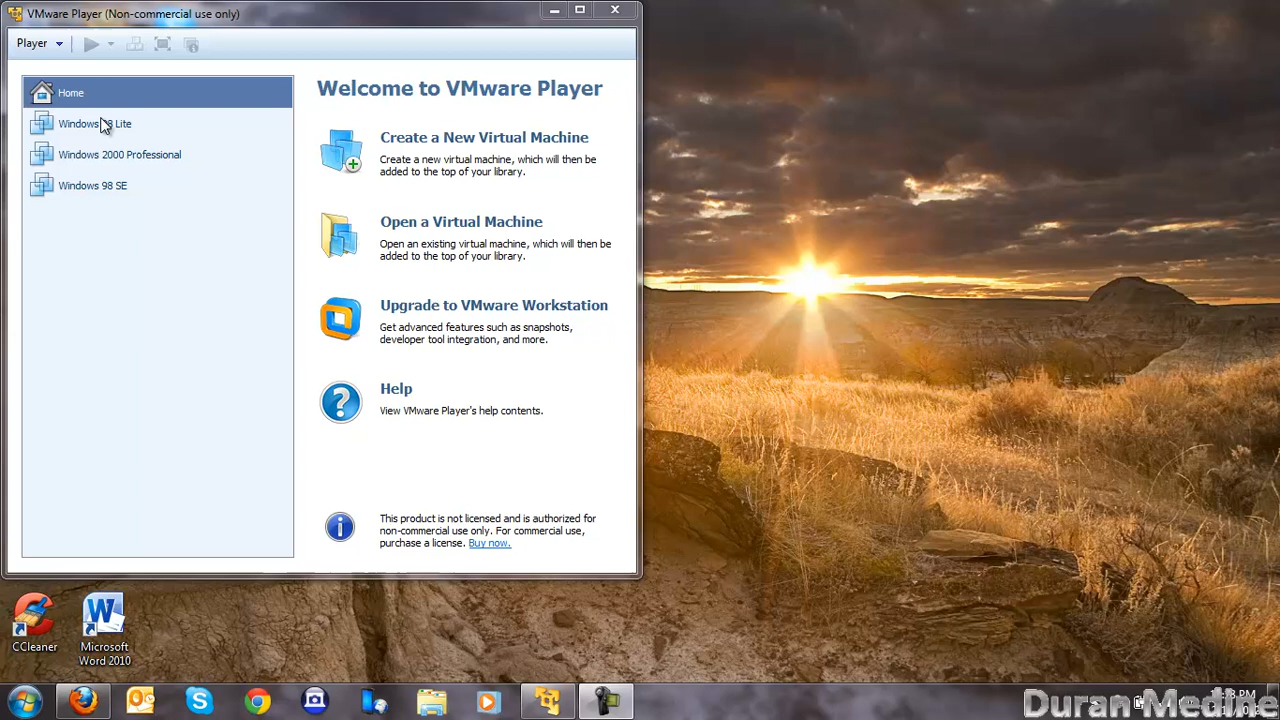 VMware Player (Non-commercial use only)
Player
Home
Welcome to VMware Player
Windows 98 Lite
Windows 2000 Professional
Windows 98 SE
Create a New Virtual Machine
Create a new virtual machine, which will then be
added to the top of your library.
Open a Virtual Machine
Open an existing virtual machine, which will then be
added to the top of your library.
Upgrade to VMware Workstation
Get advanced features such as snapshots,
developer tool integration, and more.
Help
View VMware Player's help contents.
This product is not licensed and is authorized for
non-commercial use only. For commercial use,
purchase a license. Buy now.
CCleaner
Microsoft
Word 2010
PM
Duran Medine